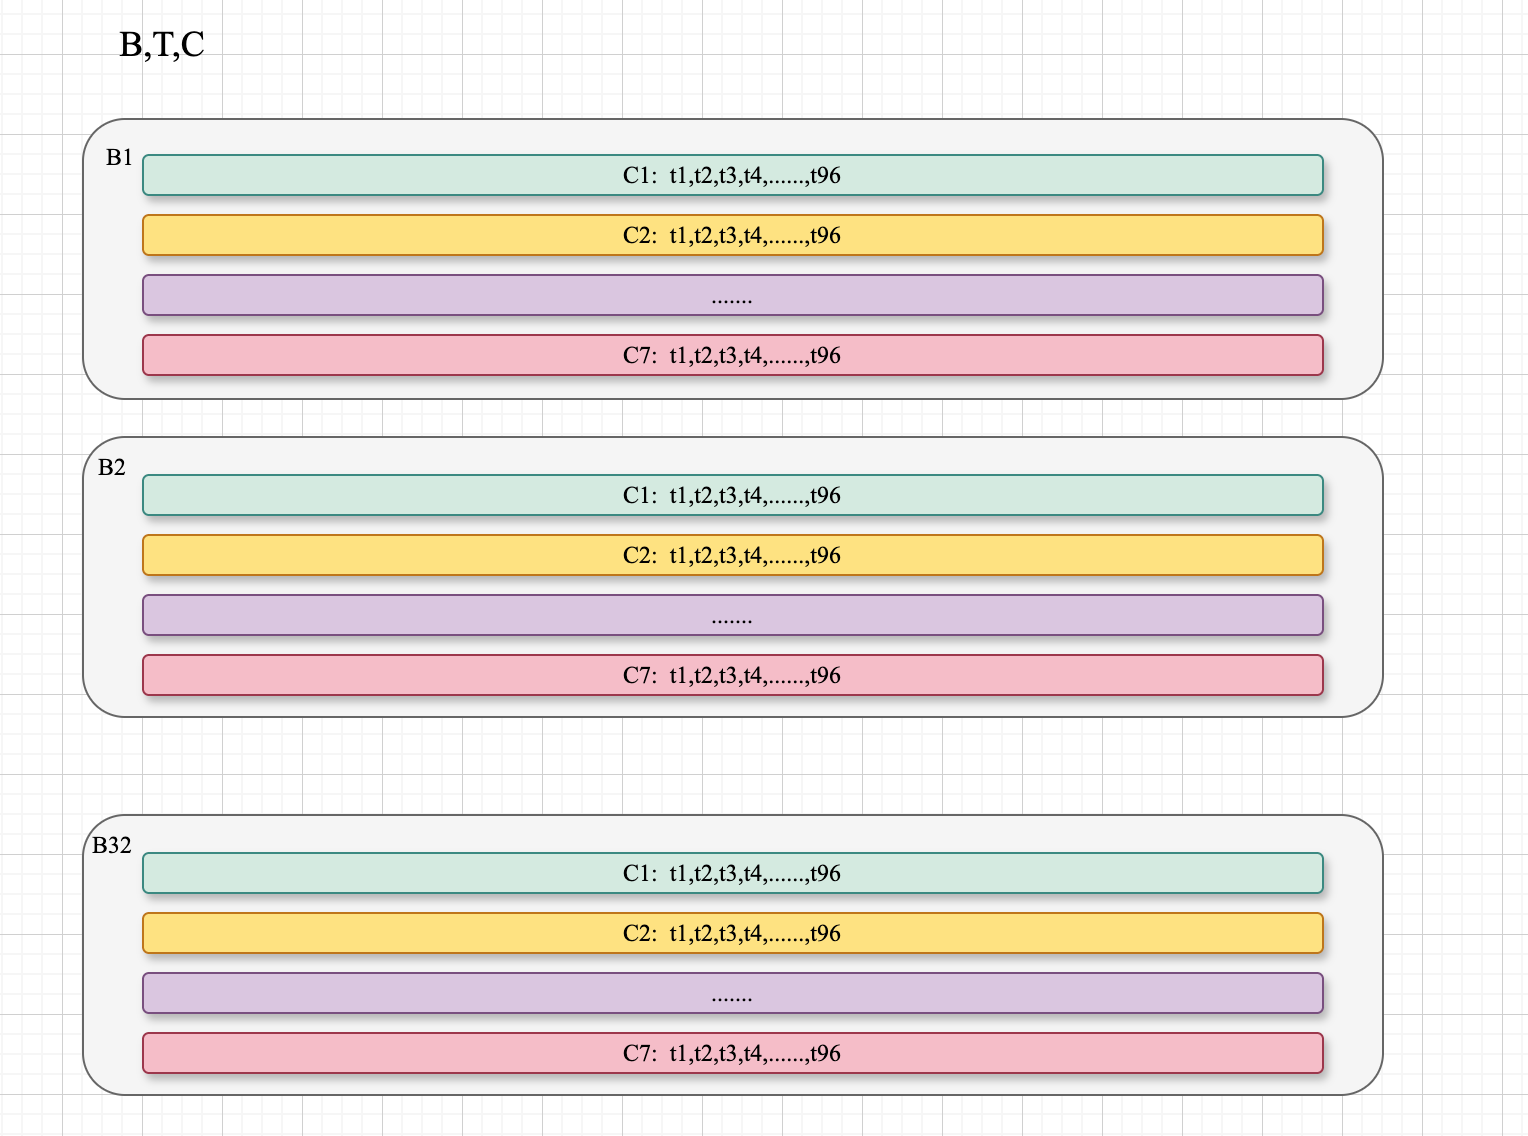 B,T,C
B1
C1: t1,t2,t3,t4,......,t96
C2: t1,t2,t3,t4,......,t96
.......
C7: t1,t2,t3,t4,......,t96
B2
C1: t1,t2,t3,t4,......,t96
C2: t1,t2,t3,t4,......,t96
.......
C7: t1,t2,t3,t4,......,t96
B32
C1: t1,t2,t3,t4,......,t96
C2: t1,t2,t3,t4,......,t96
.......
C7: t1,t2,t3,t4,......,t96